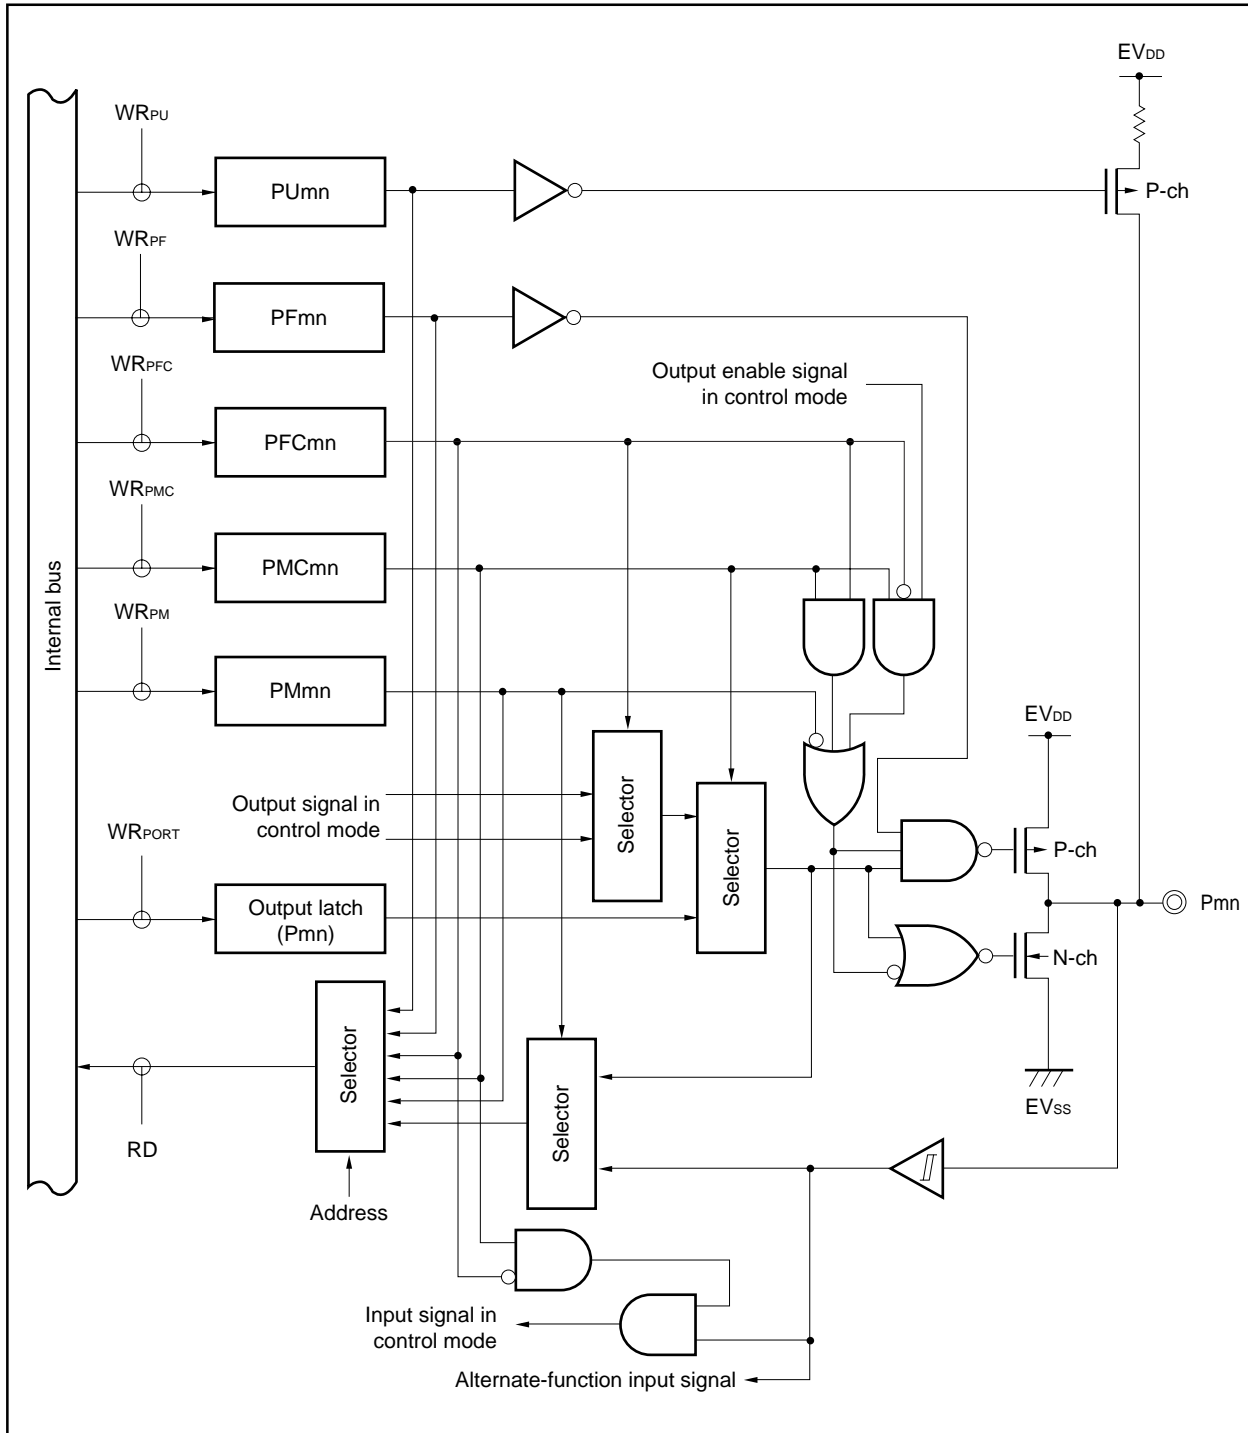 EVDD
WRPU
PUmn
P-ch
WRPF
PFmn
WRPFC
Output enable signal
in control mode
PFCmn
WRPMC
PMCmn
Internal bus
WRPM
PMmn
EVDD
Output signal in
control mode
Selector
Selector
WRPORT
P-ch
Output latch
(Pmn)
Pmn
N-ch
Selector
Selector
EVSS
RD
Address
Input signal in
control mode
Alternate-function input signal